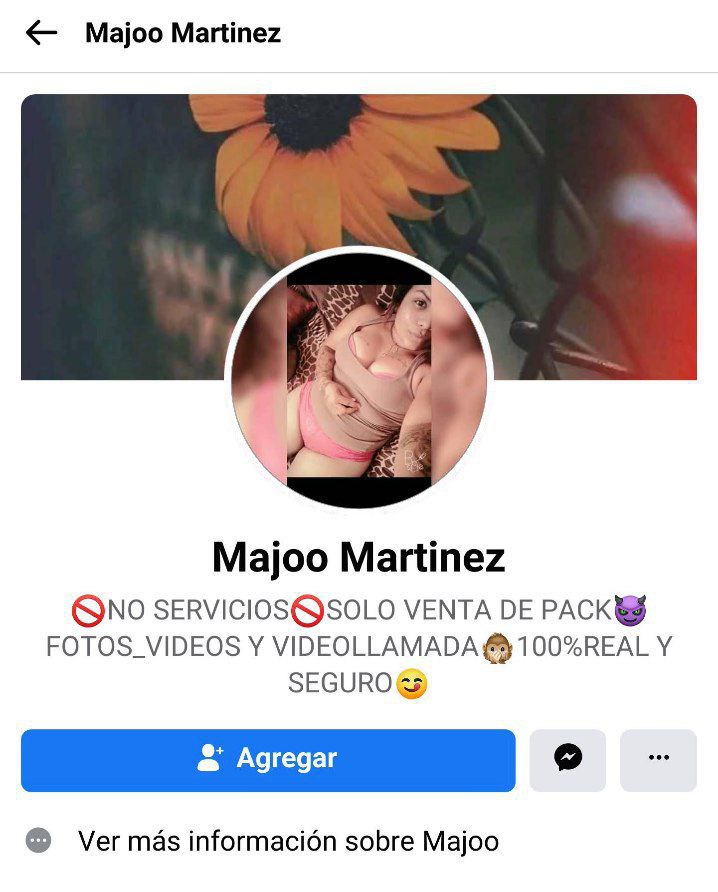 Majoo Martinez
Majoo Martinez
🚫NO SERVICIOS🚫SOLO VENTA DE PACK😈
FOTOS_VIDEOS Y VIDEOLLAMADA🙊100%REAL Y
SEGURO😋
Agregar
Ver más información sobre Majoo